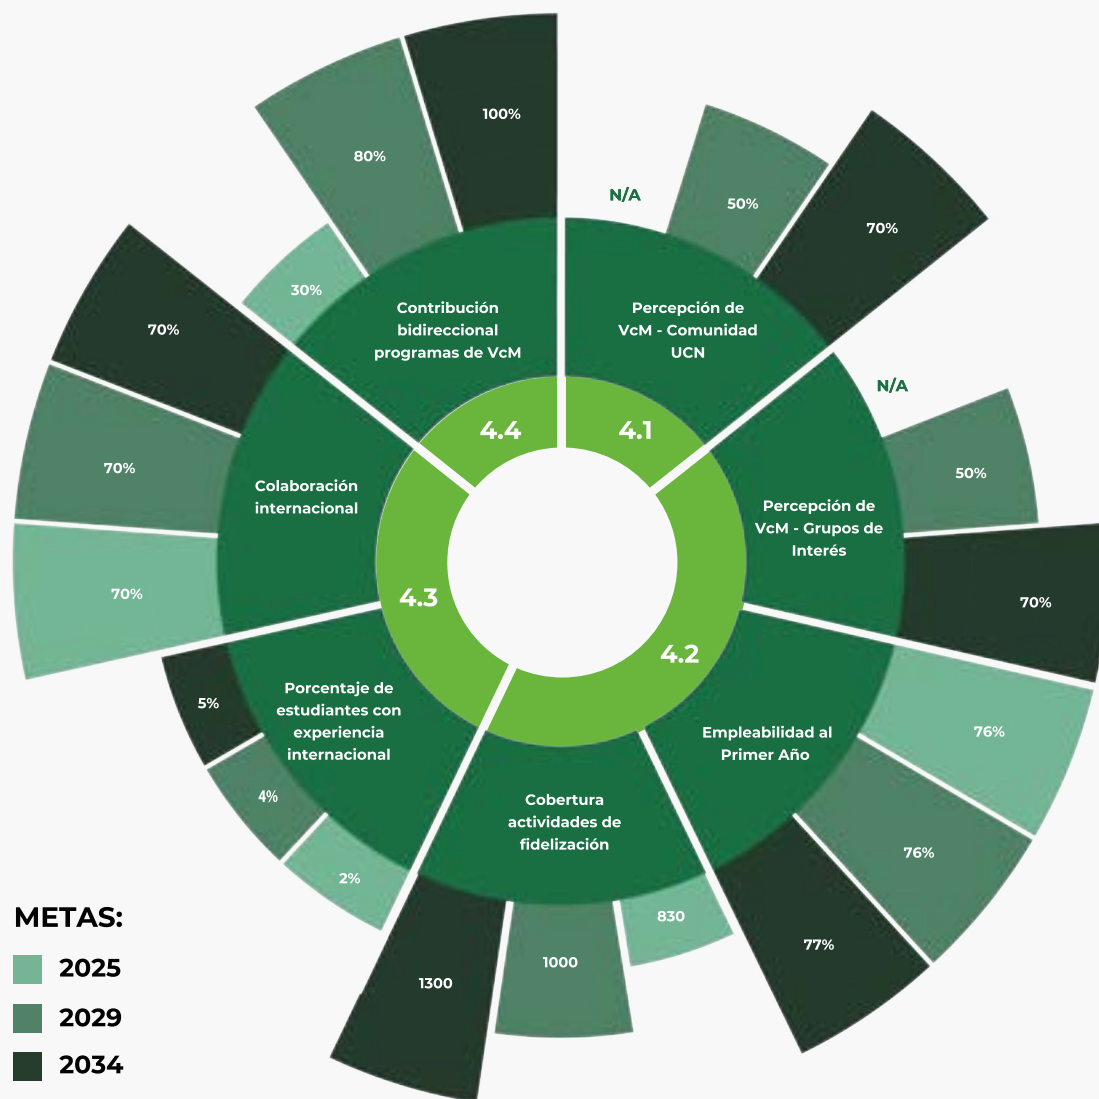 100%
80%
30%
Contribución
bidireccional
programas de VcM
4.4
N/A
50%
70%
Percepción de
VcM - Comunidad
UCN
4.1
N/A
50%
70%
Percepción de
VcM - Grupos de
Interés
76%
76%
77%
Empleabilidad al
Primer Año
4.2
830
1000
1300
Cobertura
actividades de
fidelización
2%
4%
5%
Porcentaje de
estudiantes con
experiencia
internacional
4.3
70%
70%
70%
Colaboración
internacional
METAS:
2025
2029
2034